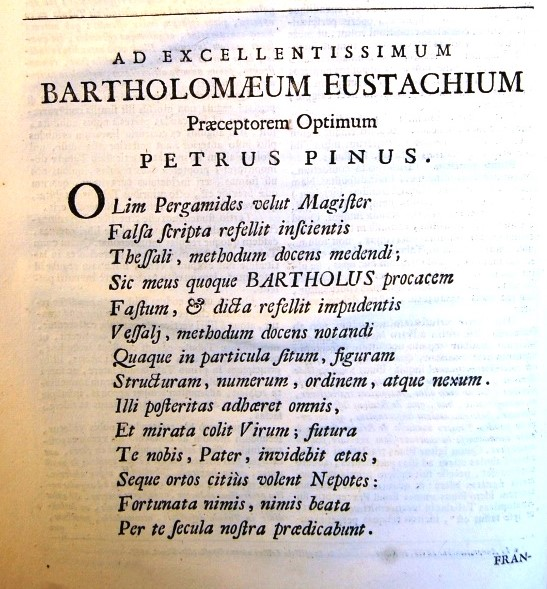 AD EXCELLENTISSIMUM
BARTHOLOMÆUM EUSTACHIUM
Præceptorem Optimum
PETRUS PINUS.
OLim Pergamides velut Magiſter
Falſa ſcripta refellit inſcientis
Theſſali, methodum docens medendi;
Sic meus quoque BARTHOLUS procacem
Faſtum, & dicta refellit impudentis
Veſſalj, methodum docens notandi
Quaque in particula ſitum, figuram
Structuram, numerum, ordinem, atque nexum.
Illi poſteritas adhæret omnis,
Et mirata colit Virum; futura
Te nobis, Pater, invidebit ætas,
Seque ortos citiùs volent Nepotes:
Fortunata nimis, nimis beata
Per te ſecula noſtra prædicabunt.
FRAN-